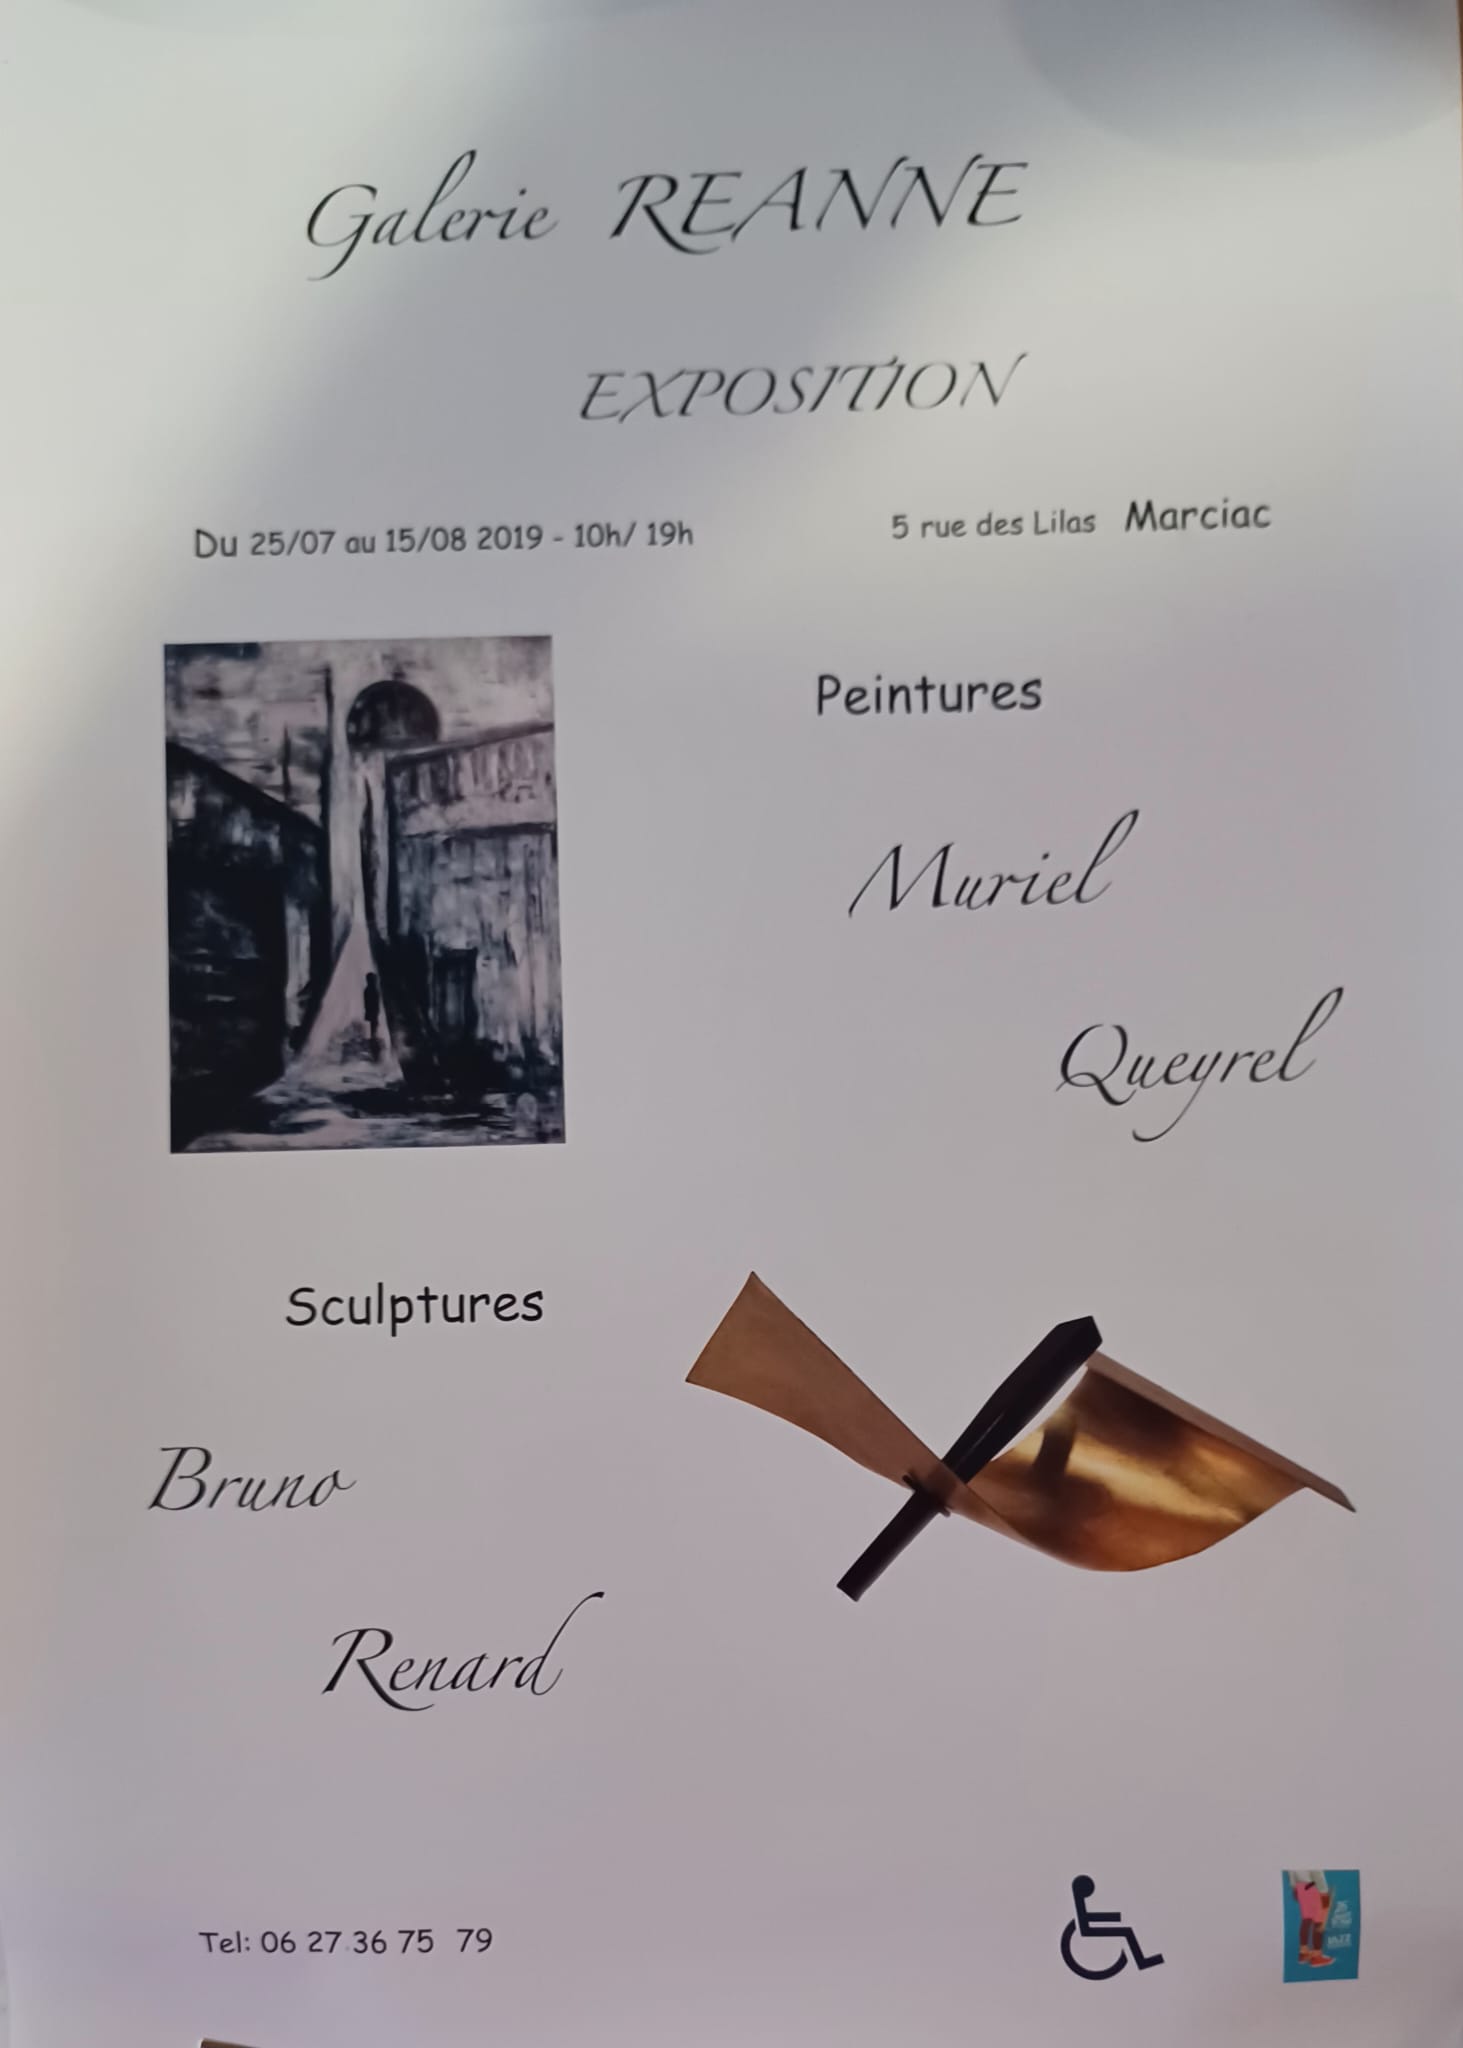 Galerie REANNE
EXPOSITION
Du 25/07 au 15/08 2019 - 10h/ 19h
5 rue des Lilas Marciac
Peintures
Muriel
Queyrel
Sculptures
Bruno
Renard
Tel: 06 27 36 75 79
JAZZ